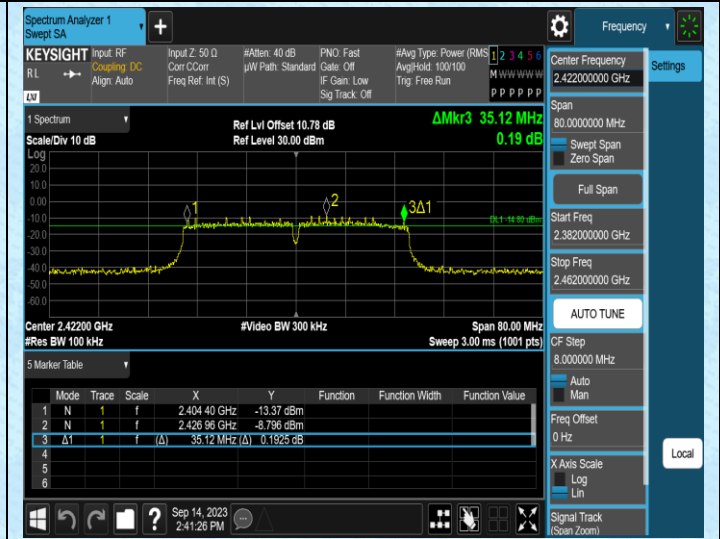 Spectrum Analyzer 1
Swept SA
+
Frequency
KEYSIGHT
RL
LXI
Input: RF
Coupling: DC
Align: Auto
Input Z: 50 Ω
Corr CCorr
Freq Ref: Int (S)
#Atten: 40 dB
µW Path: Standard
PNO: Fast
Gate: Off
IF Gain: Low
Sig Track: Off
#Avg Type: Power (RMS
Avg|Hold: 100/100
Trig: Free Run
1 2 3 4 5 6
M W W W W W
P P P P P P
Center Frequency
2.422000000 GHz
Settings
Span
80.0000000 MHz
Swept Span
Zero Span
Full Span
Start Freq
2.382000000 GHz
Stop Freq
2.462000000 GHz
AUTO TUNE
CF Step
8.000000 MHz
Auto
Man
Freq Offset
0 Hz
X Axis Scale
Log
Lin
Signal Track
(Span Zoom)
Local
1 Spectrum
Scale/Div 10 dB
Log
Ref Lvl Offset 10.78 dB
Ref Level 30.00 dBm
ΔMkr3 35.12 MHz
0.19 dB
20.0
10.0
0.00
-10.0
-20.0
-30.0
-40.0
-50.0
-60.0
1
2
3Δ1
Center 2.42200 GHz
#Video BW 300 kHz
Span 80.00 MHz
#Res BW 100 kHz
Sweep 3.00 ms (1001 pts)
5 Marker Table
Mode Trace Scale X Y Function Function Width Function Value
1 N 1 f 2.404 40 GHz -13.37 dBm
2 N 1 f 2.426 96 GHz -8.796 dBm
3 Δ1 1 f (Δ) 35.12 MHz (Δ) 0.1925 dB
4
5
6
?
Sep 14, 2023
2:41:26 PM